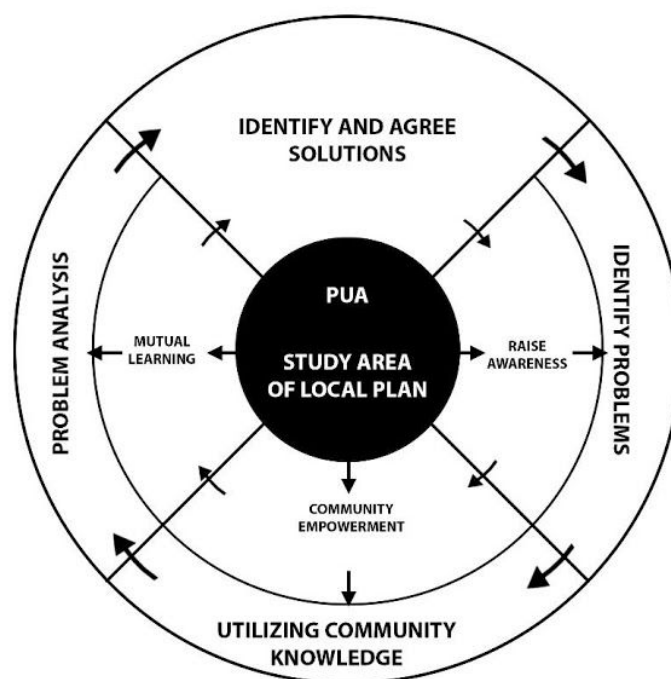 IDENTIFY AND AGREE
SOLUTIONS
PROBLEM ANALYSIS
MUTUAL
LEARNING
PUA
STUDY AREA
OF LOCAL PLAN
RAISE
AWARENESS
IDENTIFY PROBLEMS
COMMUNITY
EMPOWERMENT
UTILIZING COMMUNITY
KNOWLEDGE